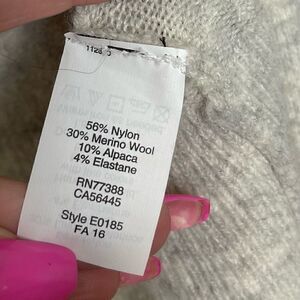 56% Nylon
30% Merino Wool
10% Alpaca
4% Elastane
RN77388
CA56445
Style E0185
FA 16